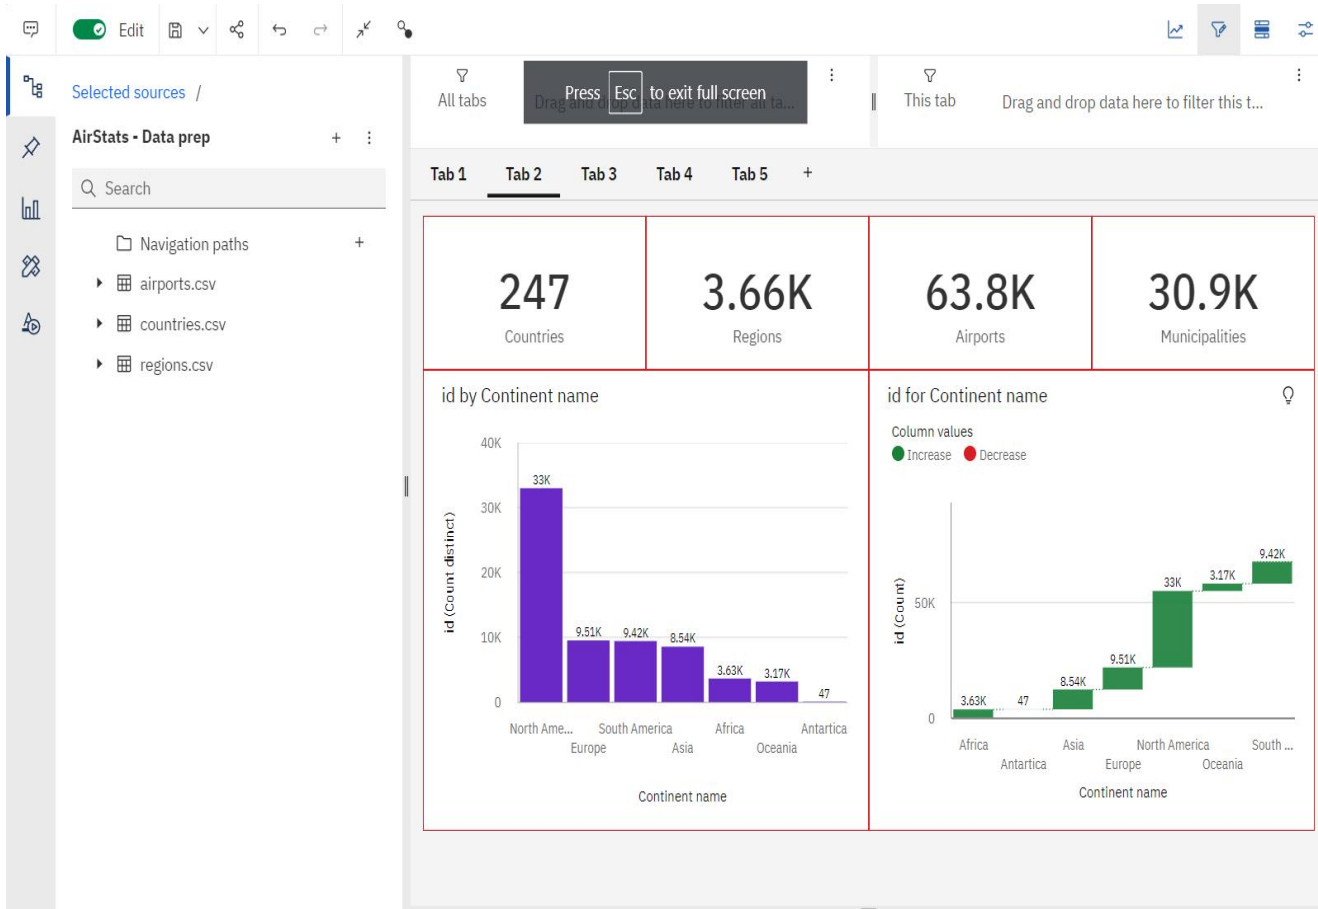 Edit
Selected sources /
AirStats - Data prep
Search
Navigation paths
airports.csv
countries.csv
regions.csv
All tabs
Press Esc to exit full screen
This tab
Drag and drop data here to filter this t...
Tab 1 Tab 2 Tab 3 Tab 4 Tab 5 +
247
Countries
3.66K
Regions
63.8K
Airports
30.9K
Municipalities
id by Continent name
id (Count distinct)
40K
30K
20K
10K
0
33K
9.51K
9.42K
8.54K
3.63K
3.17K
47
North Ame... South America Africa Antartica
Europe Asia Oceania
Continent name
id for Continent name
Column values
Increase Decrease
id (Count)
50K
0
3.63K
47
8.54K
9.51K
33K
3.17K
9.42K
Africa Asia North America South ...
Antartica Europe Oceania
Continent name